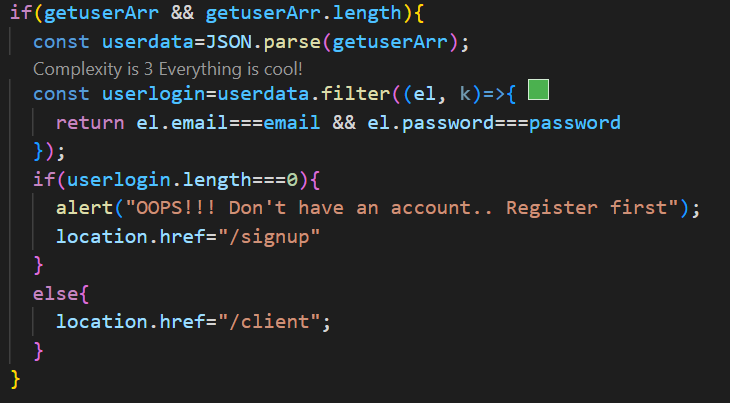 if(getuserArr && getuserArr.length){
const userdata=JSON.parse(getuserArr);
Complexity is 3 Everything is cool!
const userlogin=userdata.filter((el, k)=>{
return el.email===email && el.password===password
});
if(userlogin.length===0){
alert("OOPS!!! Don't have an account.. Register first");
location.href="/signup"
}
else{
location.href="/client";
}
}